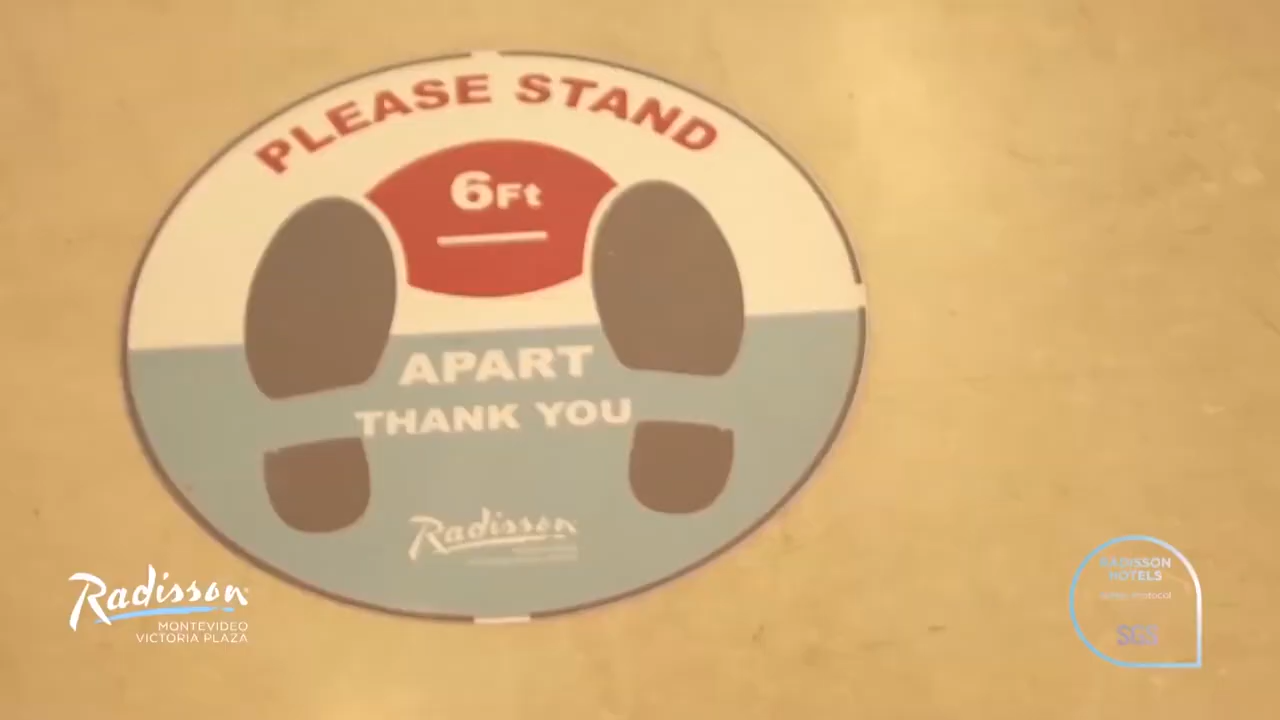 PLEASE STAND
6Ft
APART
THANK YOU
Radisson
Radisson
MONTEVIDEO
VICTORIA PLAZA
RADISSON
HOTELS
SGS